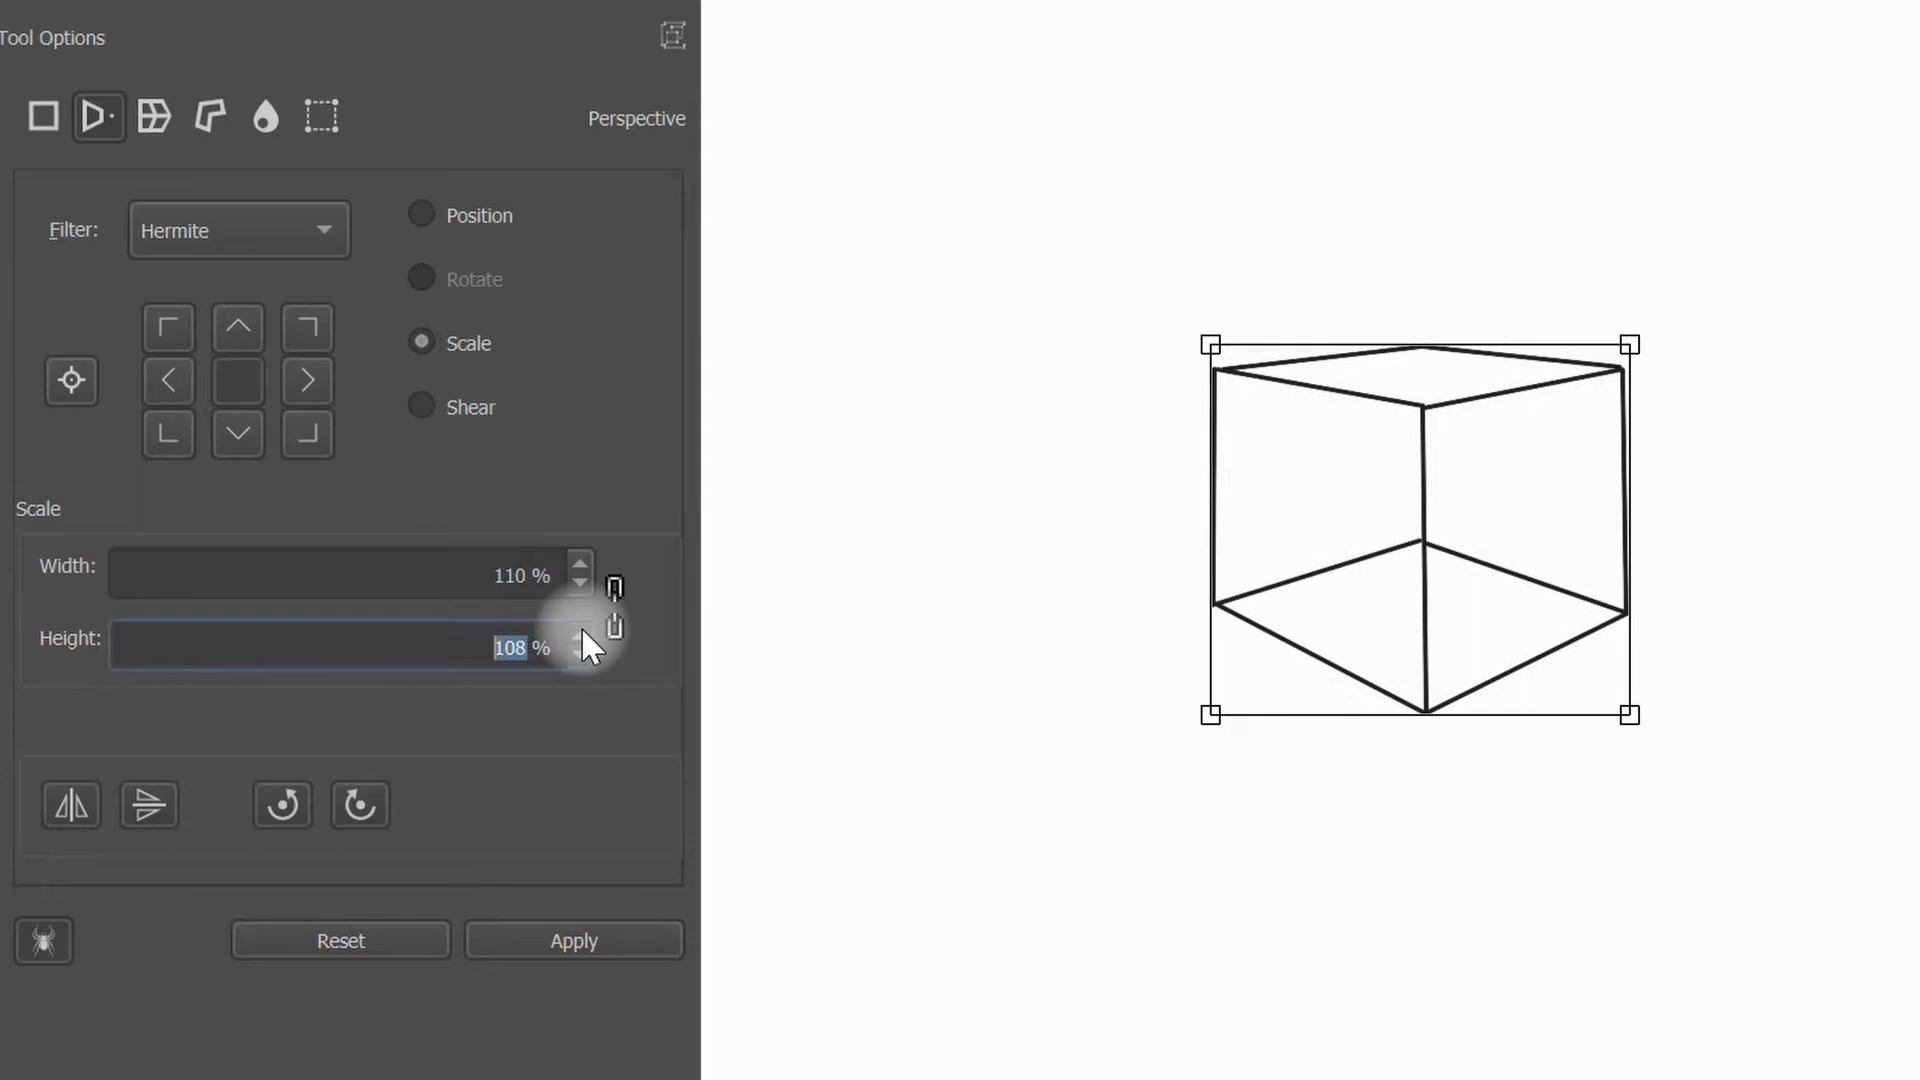 Tool Options
Perspective
Filter:
Hermite
Position
Rotate
Scale
Shear
Scale
Width:
110 %
Height:
108 %
Reset
Apply